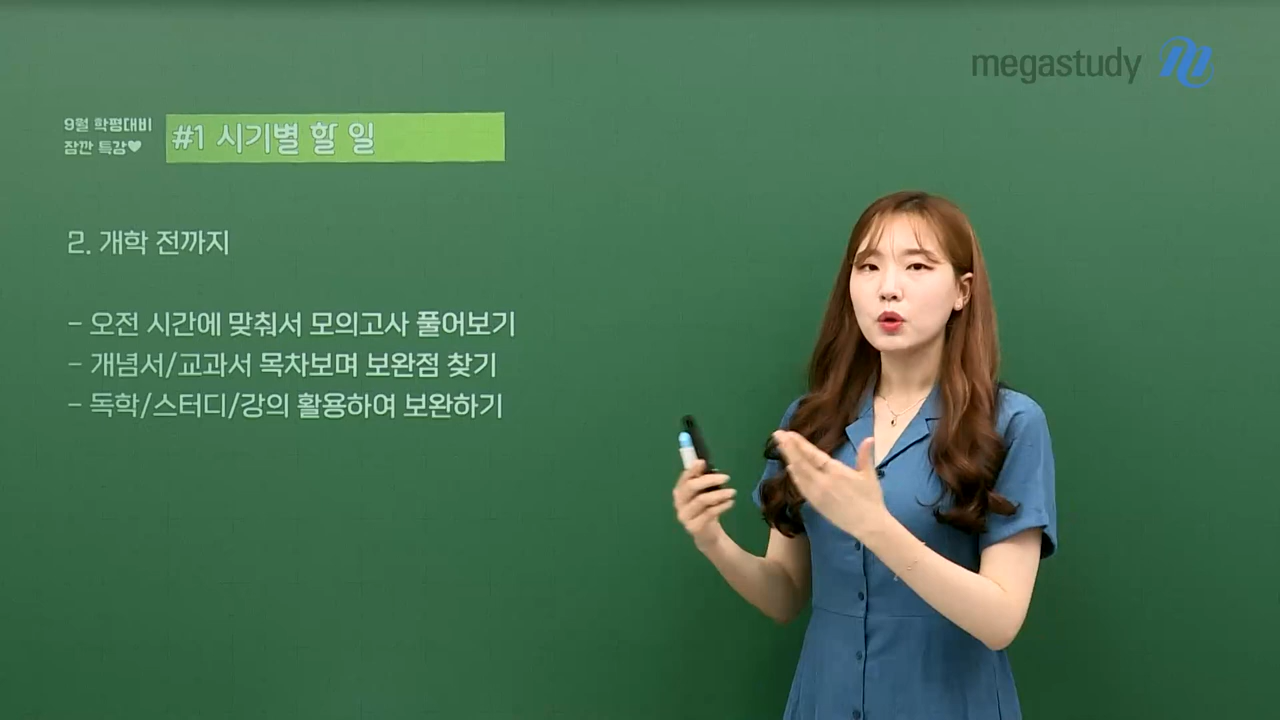 megastudy
9월 학평대비
잠깐 특강♥
#1 시기별 할 일
2. 개학 전까지
- 오전 시간에 맞춰서 모의고사 풀어보기
- 개념서/교과서 목차보며 보완점 찾기
- 독학/스터디/강의 활용하여 보완하기